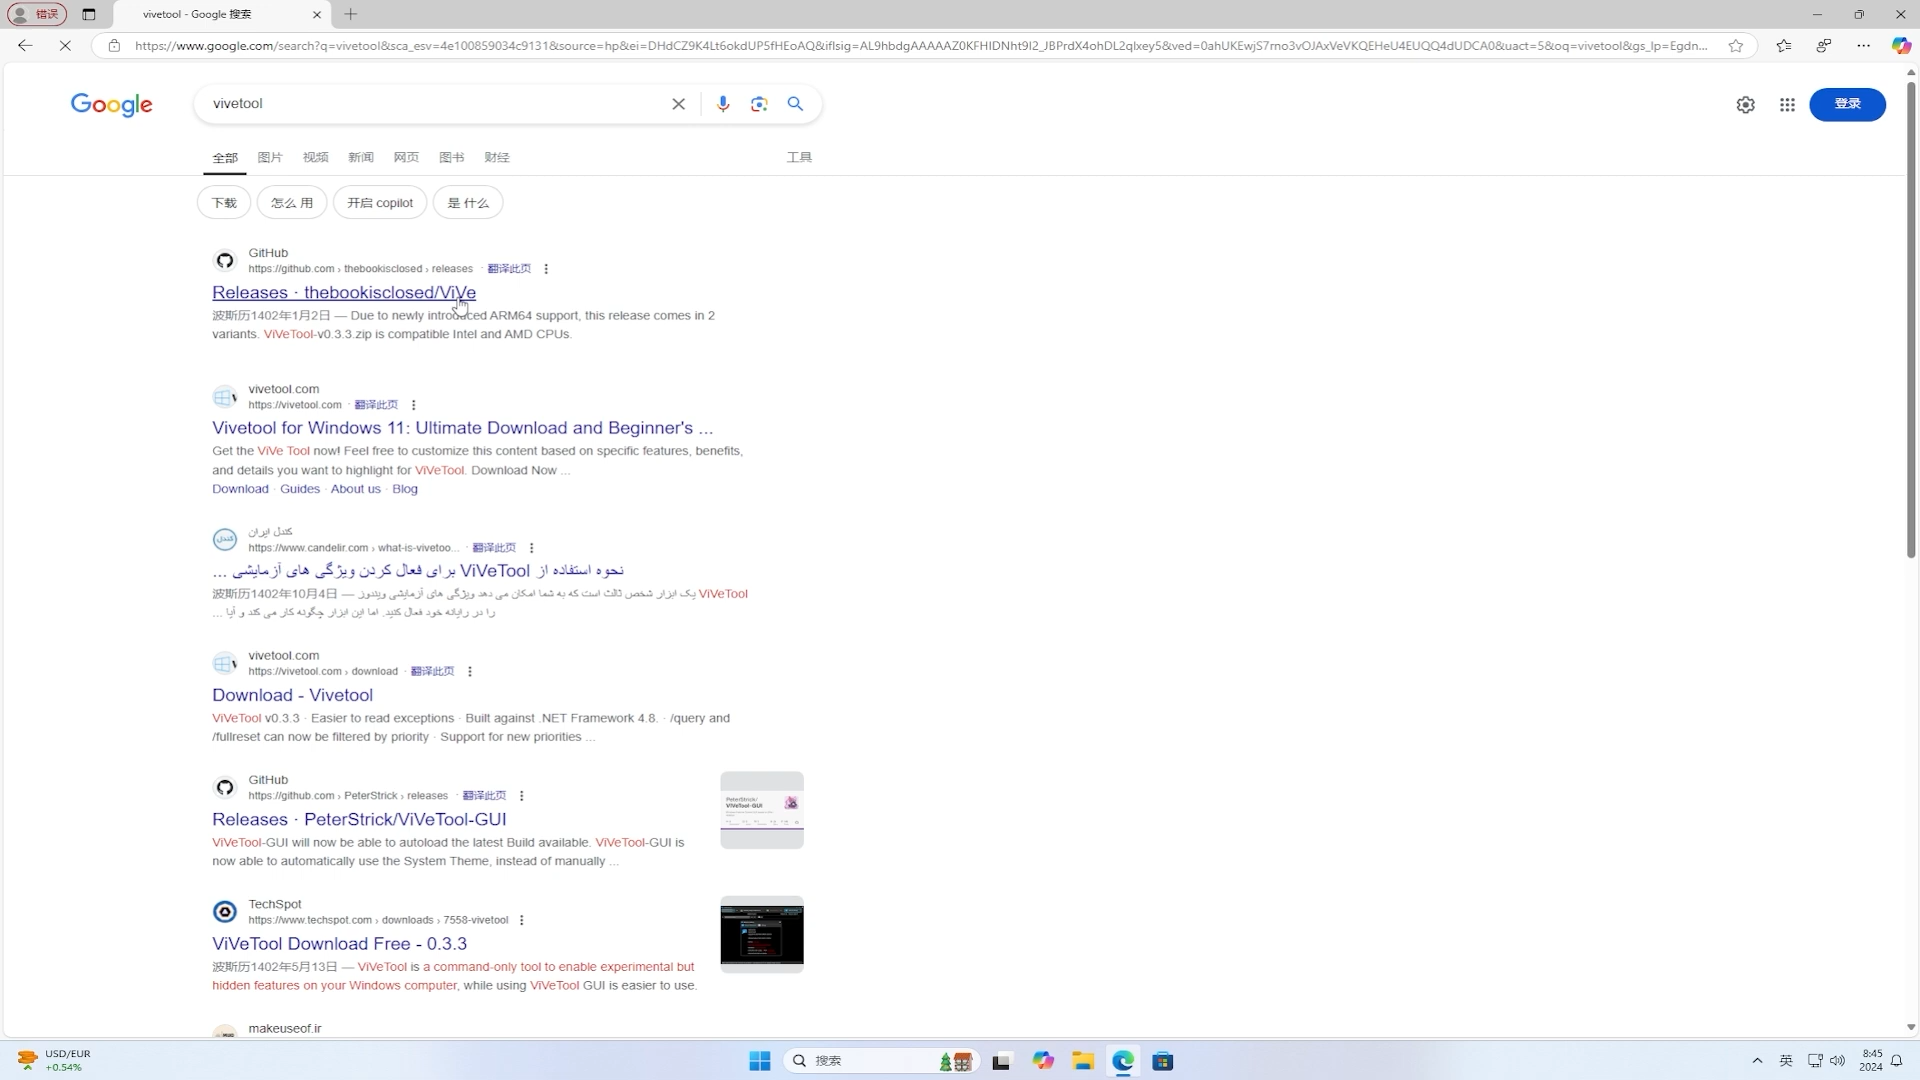 错误
vivetool - Google 搜索
https://www.google.com/search?q=vivetool&sca_esv=4e100859034c9131&source=hp&ei=DHdCZ9K4Lt6okdUP5fHEoAQ&iflsig=AL9hbdgAAAAAZ0KFHIDNht9I2_JBPrdX4ohDL2qlxey5&ved=0ahUKEwjS7rno3vOJAxVeVKQEHeU4EUQQ4dUDCA0&uact=5&oq=vivetool&gs_lp=Egdn...
Google
vivetool
登录
全部 图片 视频 新闻 网页 图书 财经 工具
下载 怎么 用 开启 copilot 是 什么
GitHub
https://github.com › thebookisclosed › releases · 翻译此页
Releases · thebookisclosed/ViVe
波斯历1402年1月2日 — Due to newly introduced ARM64 support, this release comes in 2
variants. ViVeTool-v0.3.3.zip is compatible Intel and AMD CPUs.
vivetool.com
https://vivetool.com · 翻译此页
Vivetool for Windows 11: Ultimate Download and Beginner's ...
Get the ViVe Tool now! Feel free to customize this content based on specific features, benefits,
and details you want to highlight for ViVeTool. Download Now ...
Download · Guides · About us · Blog
کندل ایران
https://www.candelir.com › what-is-vivetoo... · 翻译此页
نحوه استفاده از ViVeTool برای فعال کردن ویژگی های آزمایشی ...
波斯历1402年10月4日 — ViVeTool یک ابزار شخص ثالث است که به شما امکان می دهد ویژگی های آزمایشی ویندوز
را در رایانه خود فعال کنید. اما این ابزار چگونه کار می کند و آیا ...
vivetool.com
https://vivetool.com › download · 翻译此页
Download - Vivetool
ViVeTool v0.3.3 · Easier to read exceptions · Built against .NET Framework 4.8. · /query and
/fullreset can now be filtered by priority · Support for new priorities ...
GitHub
https://github.com › PeterStrick › releases · 翻译此页
Releases · PeterStrick/ViVeTool-GUI
ViVeTool-GUI will now be able to autoload the latest Build available. ViVeTool-GUI is
now able to automatically use the System Theme, instead of manually ...
PeterStrick/
ViVeTool-GUI
TechSpot
https://www.techspot.com › downloads › 7558-vivetool
ViVeTool Download Free - 0.3.3
波斯历1402年5月13日 — ViVeTool is a command-only tool to enable experimental but
hidden features on your Windows computer, while using ViVeTool GUI is easier to use.
makeuseof.ir
USD/EUR
+0.54%
搜索
英
8:45
2024